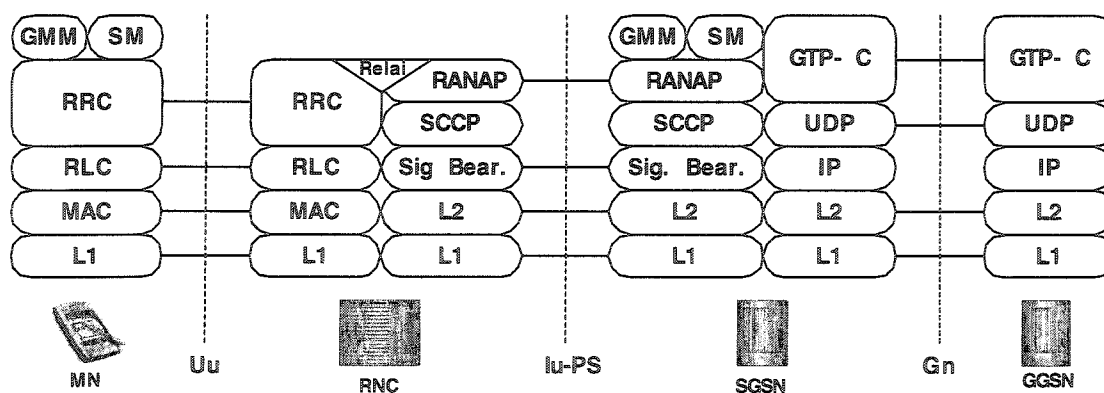 GMM SM GMM SM GTP- C GTP- C
RRC RRC Relai RANAP RANAP
SCCP SCCP UDP UDP
RLC RLC Sig Bear. Sig. Bear. IP IP
MAC MAC L2 L2 L2 L2
L1 L1 L1 L1 L1 L1
MN Uu RNC Iu-PS SGSN Gn GGSN